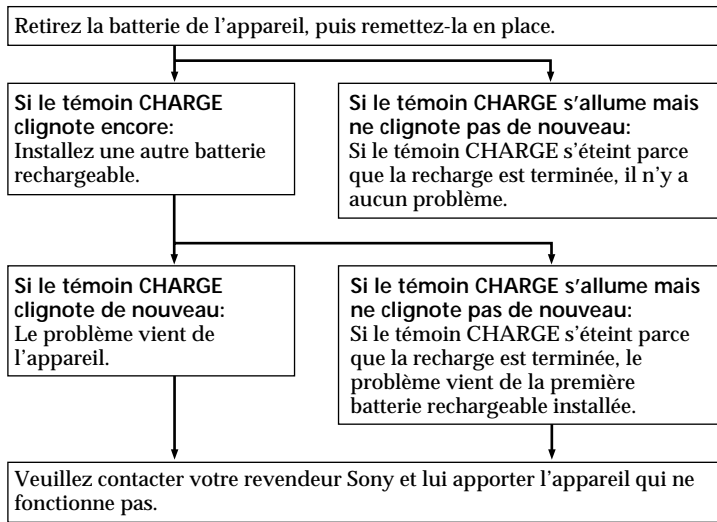 Retirez la batterie de l'appareil, puis remettez-la en place.
Si le témoin CHARGE
clignote encore:
Installez une autre batterie
rechargeable.
Si le témoin CHARGE s'allume mais
ne clignote pas de nouveau:
Si le témoin CHARGE s'éteint parce
que la recharge est terminée, il n'y a
aucun problème.
Si le témoin CHARGE
clignote de nouveau:
Le problème vient de
l'appareil.
Si le témoin CHARGE s'allume mais
ne clignote pas de nouveau:
Si le témoin CHARGE s'éteint parce
que la recharge est terminée, le
problème vient de la première
batterie rechargeable installée.
Veuillez contacter votre revendeur Sony et lui apporter l'appareil qui ne
fonctionne pas.